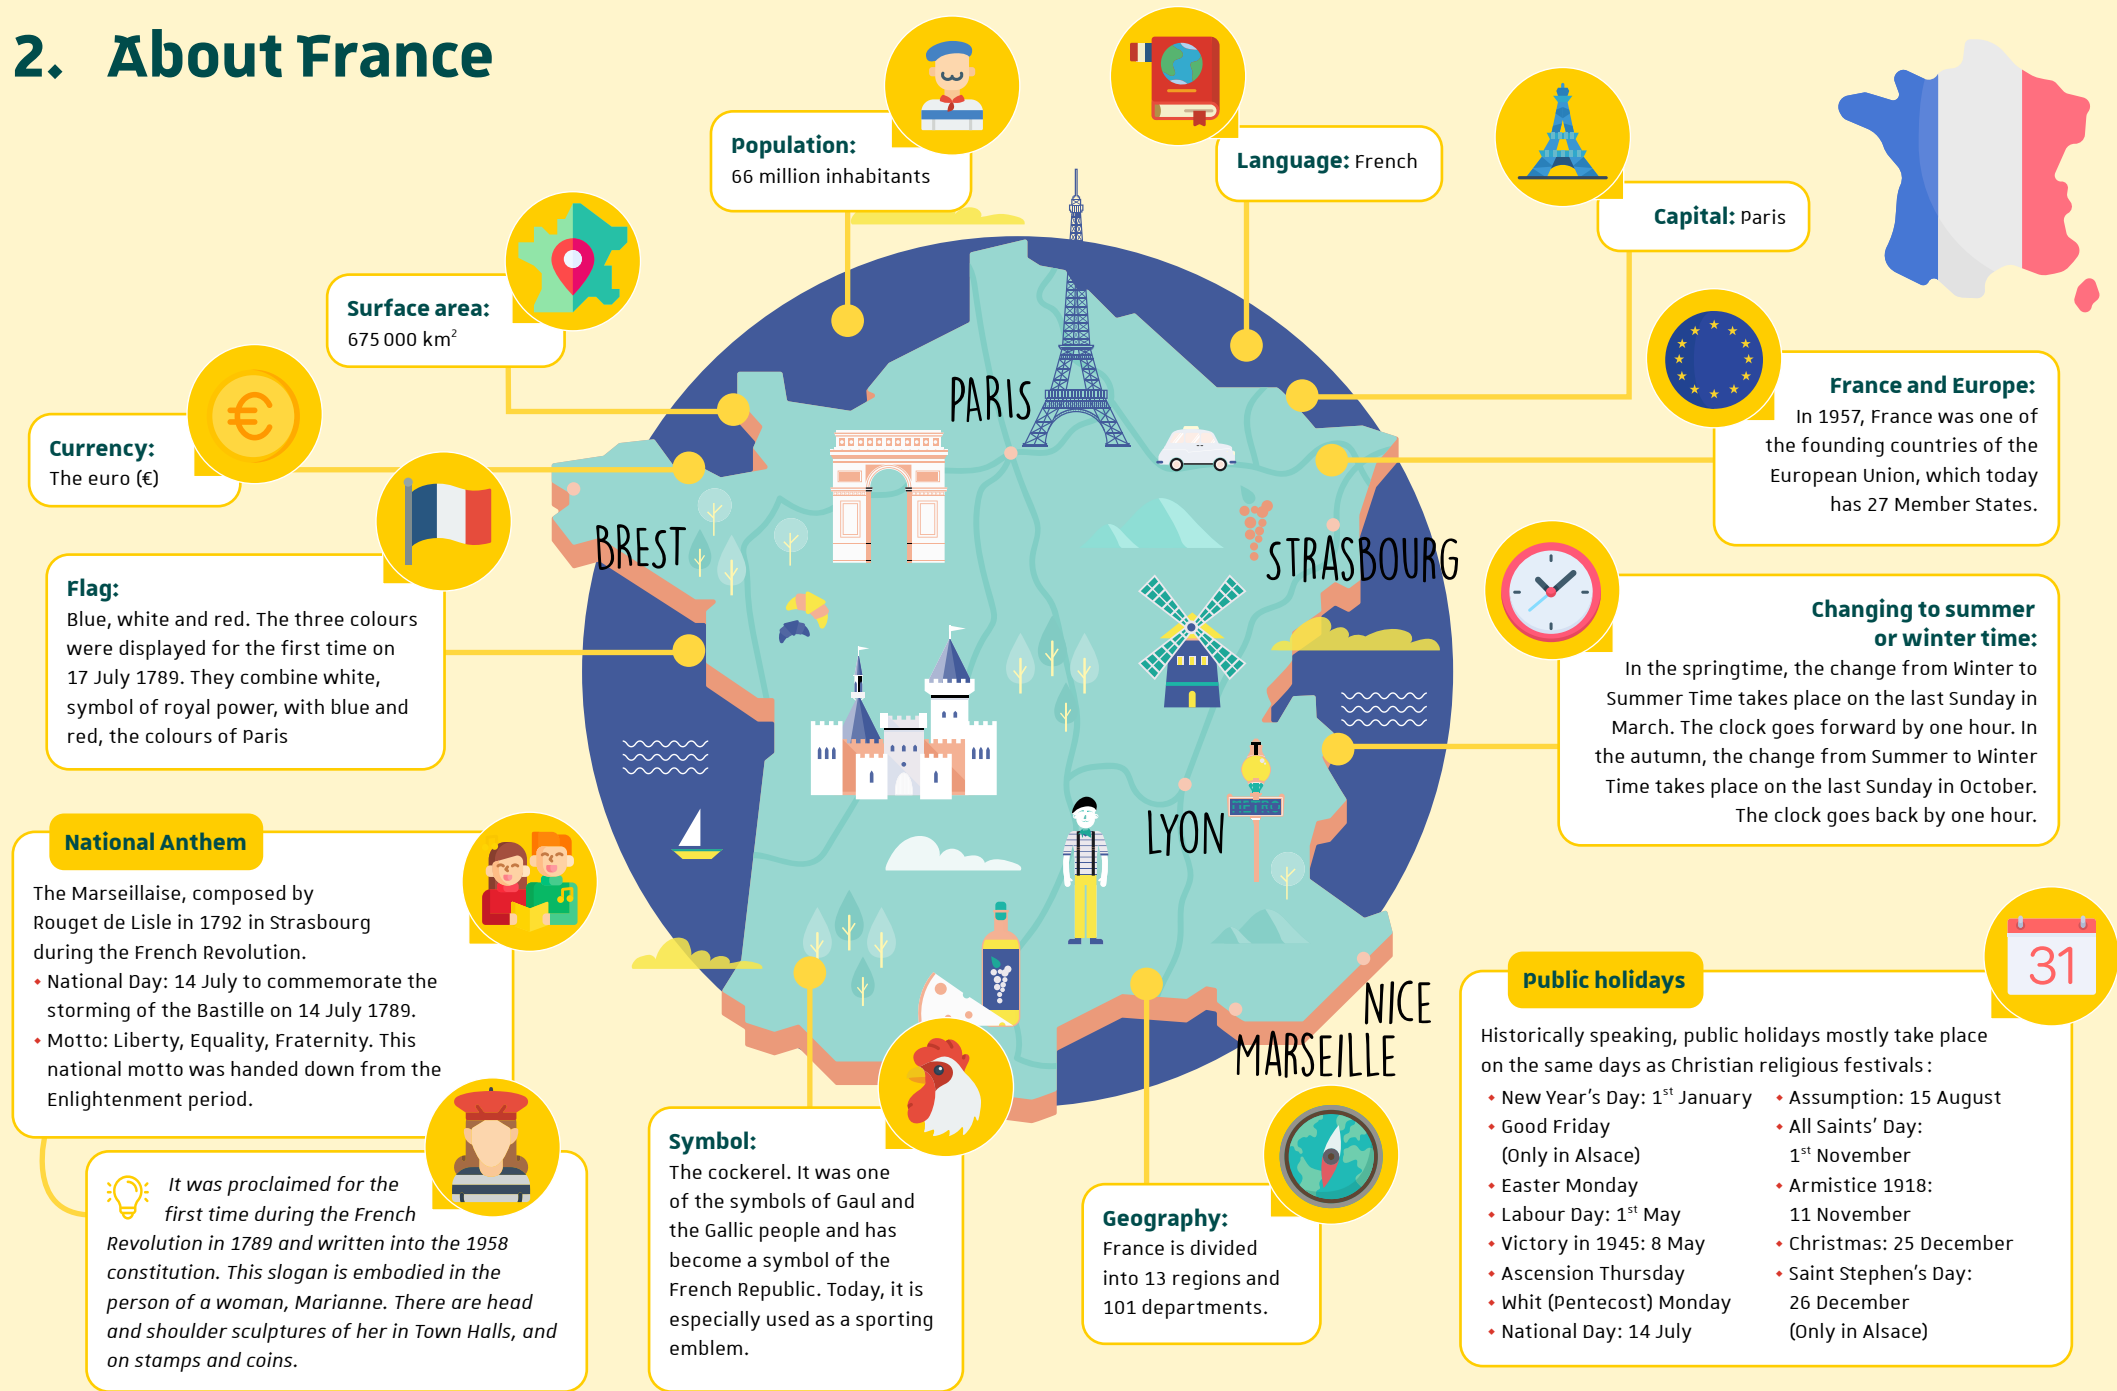 2. About France
Population:
66 million inhabitants
Language: French
Capital: Paris
Surface area:
675 000 km²
Currency:
The euro (€)
France and Europe:
In 1957, France was one of
the founding countries of the
European Union, which today
has 27 Member States.
Flag:
Blue, white and red. The three colours
were displayed for the first time on
17 July 1789. They combine white,
symbol of royal power, with blue and
red, the colours of Paris
Changing to summer
or winter time:
In the springtime, the change from Winter to
Summer Time takes place on the last Sunday in
March. The clock goes forward by one hour. In
the autumn, the change from Summer to Winter
Time takes place on the last Sunday in October.
The clock goes back by one hour.
PARIS
BREST
STRASBOURG
METRO
LYON
NICE
MARSEILLE
National Anthem
The Marseillaise, composed by
Rouget de Lisle in 1792 in Strasbourg
during the French Revolution.
• National Day: 14 July to commemorate the
storming of the Bastille on 14 July 1789.
• Motto: Liberty, Equality, Fraternity. This
national motto was handed down from the
Enlightenment period.
It was proclaimed for the
first time during the French
Revolution in 1789 and written into the 1958
constitution. This slogan is embodied in the
person of a woman, Marianne. There are head
and shoulder sculptures of her in Town Halls, and
on stamps and coins.
Symbol:
The cockerel. It was one
of the symbols of Gaul and
the Gallic people and has
become a symbol of the
French Republic. Today, it is
especially used as a sporting
emblem.
Geography:
France is divided
into 13 regions and
101 departments.
31
Public holidays
Historically speaking, public holidays mostly take place
on the same days as Christian religious festivals :
• New Year's Day: 1st January
• Good Friday
(Only in Alsace)
• Easter Monday
• Labour Day: 1st May
• Victory in 1945: 8 May
• Ascension Thursday
• Whit (Pentecost) Monday
• National Day: 14 July
• Assumption: 15 August
• All Saints' Day:
1st November
• Armistice 1918:
11 November
• Christmas: 25 December
• Saint Stephen's Day:
26 December
(Only in Alsace)